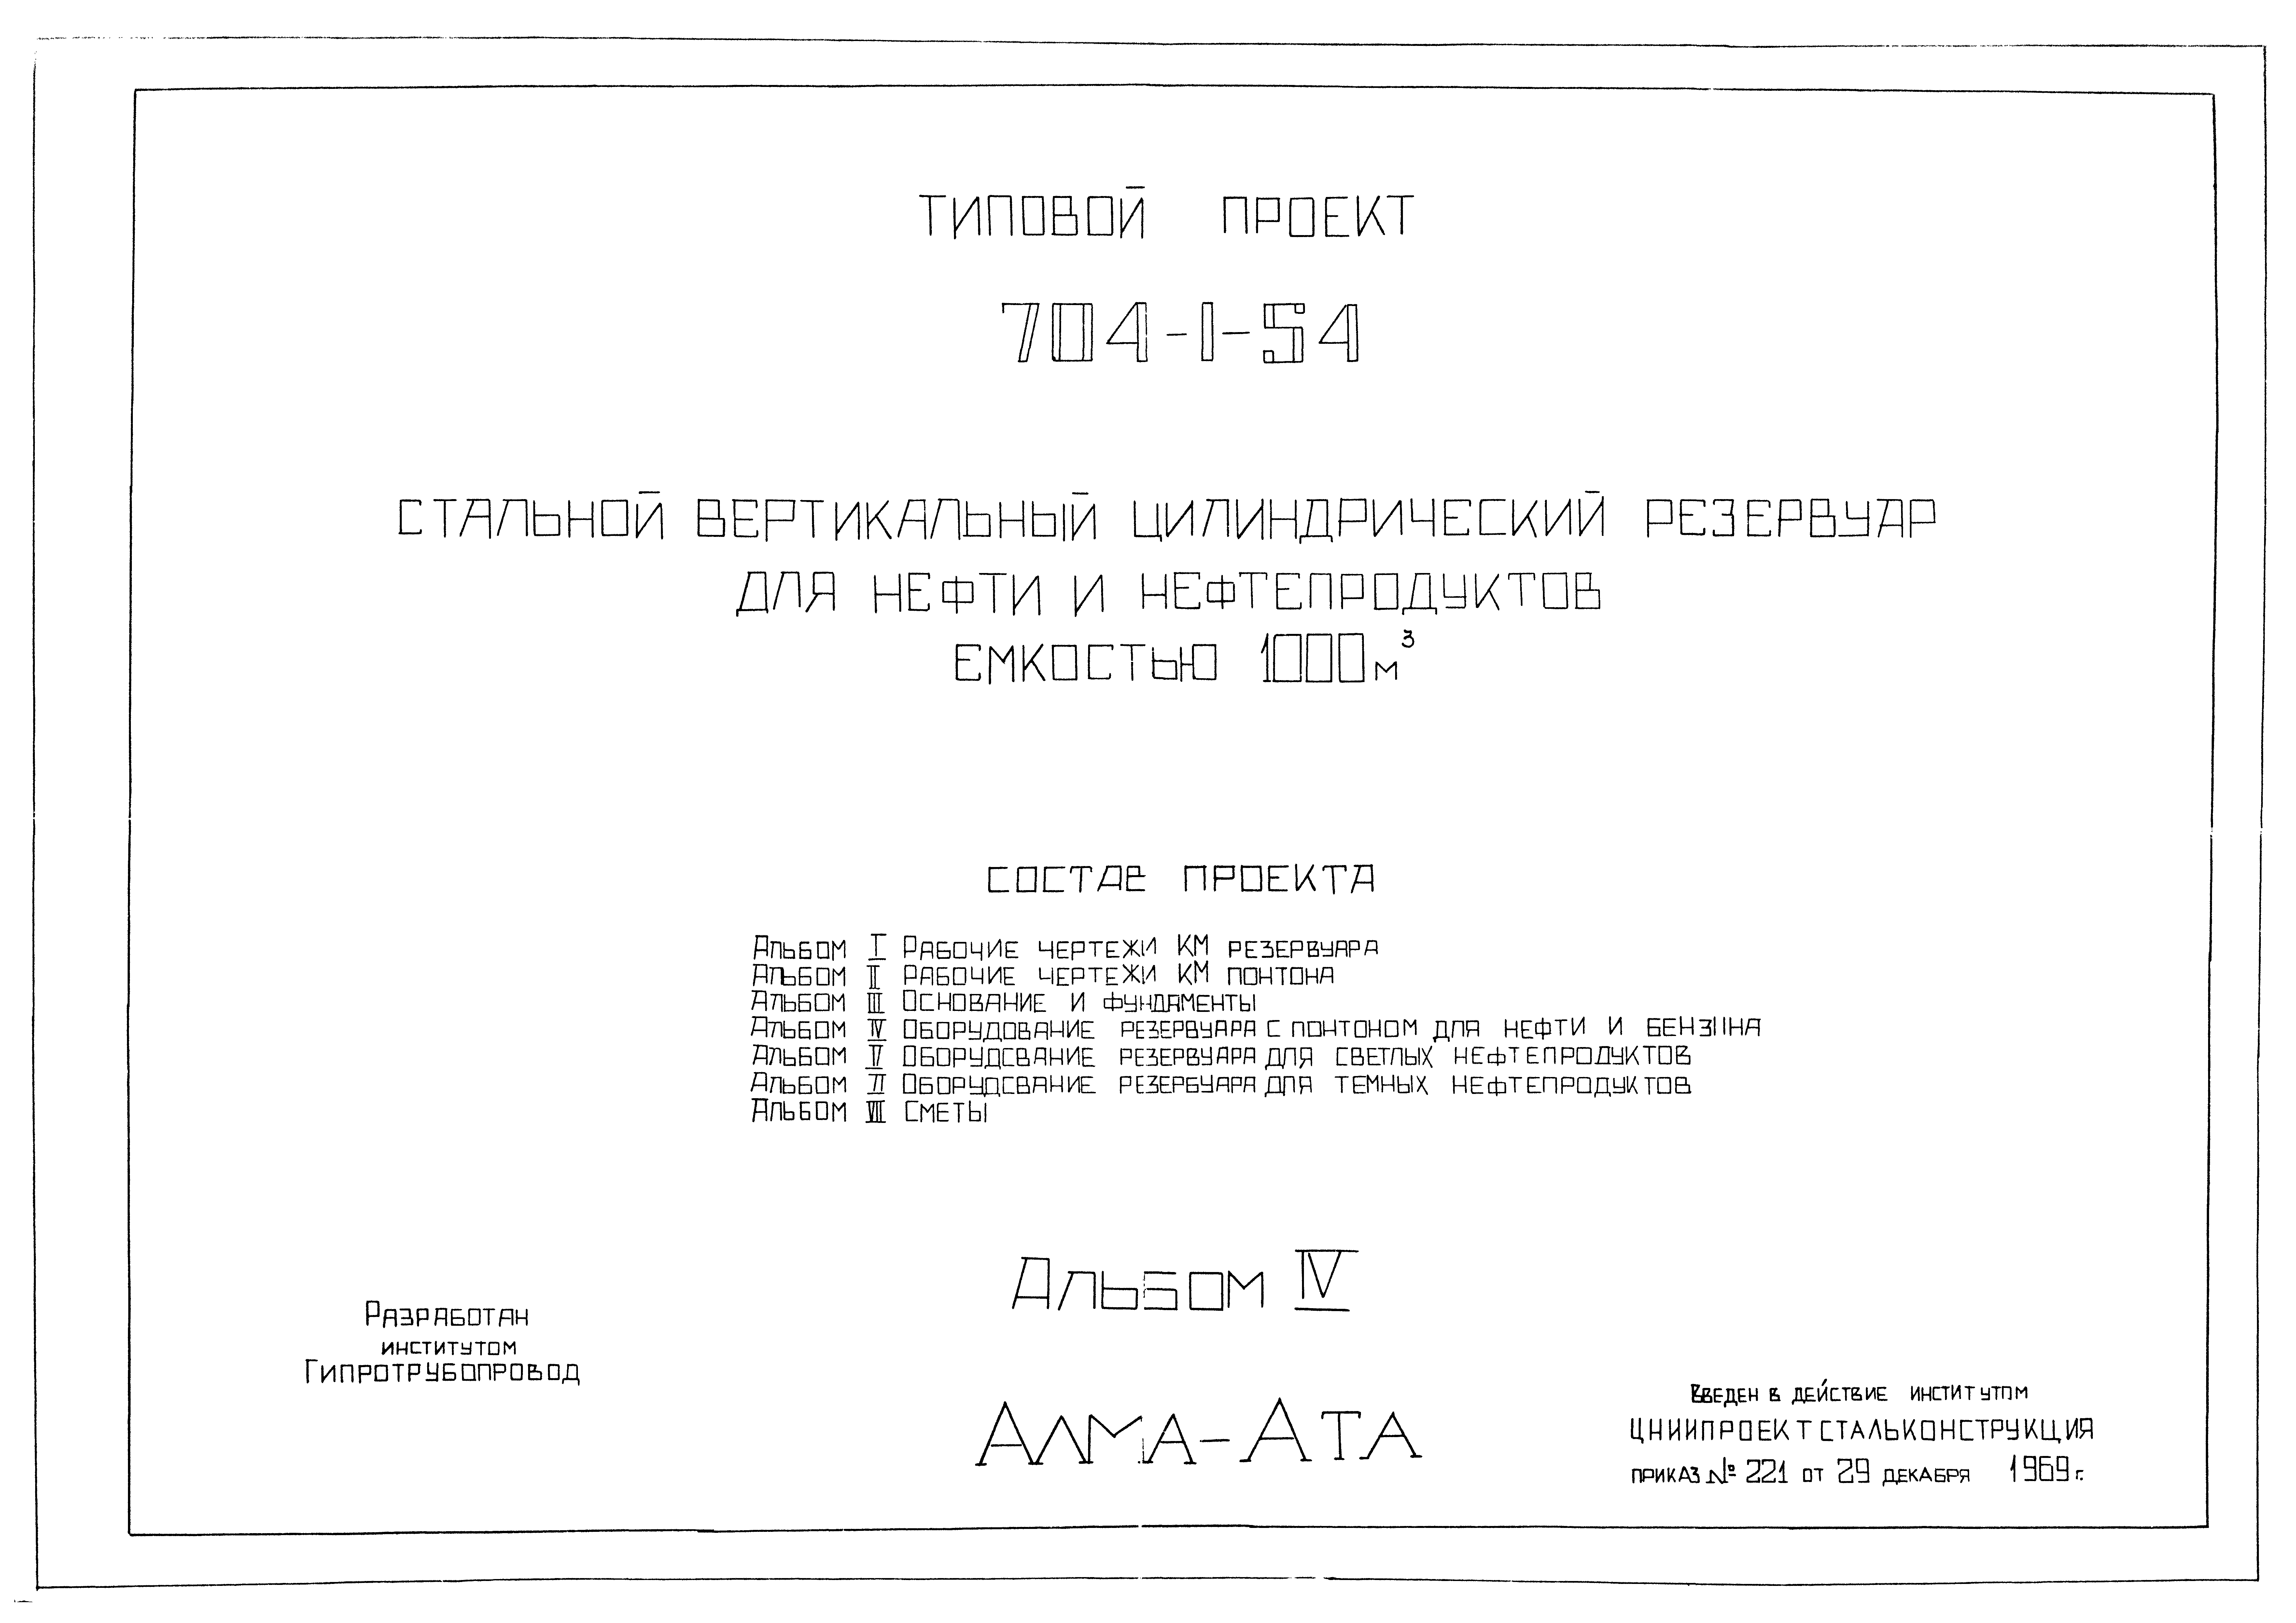 ТИПОВОЙ ПРОЕКТ
704-I-54
СТАЛЬНОЙ ВЕРТИКАЛЬНЫЙ ЦИЛИНДРИЧЕСКИЙ РЕЗЕРВУАР
ДЛЯ НЕФТИ И НЕФТЕПРОДУКТОВ
ЕМКОСТЬЮ 1000м³
СОСТАВ ПРОЕКТА
Альбом I Рабочие чертежи КМ резервуара
Альбом II Рабочие чертежи КМ понтона
Альбом III Основание и фундаменты
Альбом IV Оборудование резервуара с понтоном для нефти и бензина
Альбом V Оборудование резервуара для светлых нефтепродуктов
Альбом VI Оборудование резервуара для темных нефтепродуктов
Альбом VII Сметы
Альбом IV
Разработан
институтом
Гипротрубопровод
Алма-Ата
Введен в действие институтом
ЦНИИПРОЕКТСТАЛЬКОНСТРУКЦИЯ
приказ № 221 от 29 декабря 1969г.